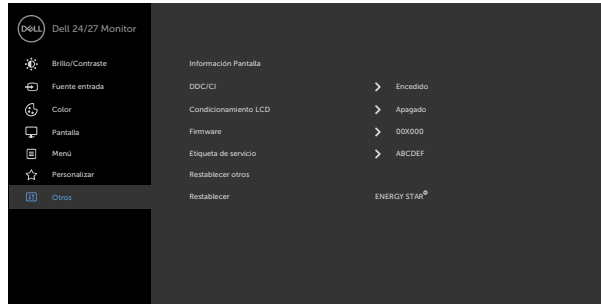 DELL
Dell 24/27 Monitor
Brillo/Contraste
Fuente entrada
Color
Pantalla
Menú
Personalizar
Otros
Información Pantalla
DDC/CI > Encedido
Condicionamiento LCD > Apagado
Firmware > 00X000
Etiqueta de servicio > ABCDEF
Restablecer otros
Restablecer ENERGY STAR®